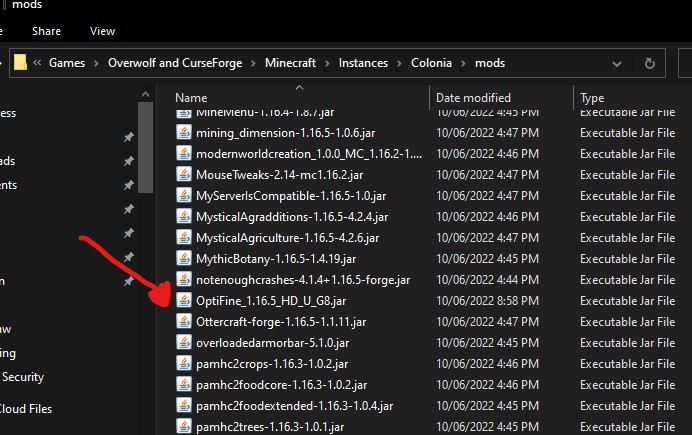 mods
e Share View
Games Overwolf and CurseForge Minecraft Instances Colonia mods
Name Date modified Type
MineMenu-1.16.4-1.8.7.jar 10/06/2022 4:45 PM Executable Jar File
mining_dimension-1.16.5-1.0.6.jar 10/06/2022 4:47 PM Executable Jar File
modernworldcreation_1.0.0_MC_1.16.2-1.... 10/06/2022 4:46 PM Executable Jar File
MouseTweaks-2.14-mc1.16.2.jar 10/06/2022 4:47 PM Executable Jar File
MyServerIsCompatible-1.16.5-1.0.jar 10/06/2022 4:45 PM Executable Jar File
MysticalAgradditions-1.16.5-4.2.4.jar 10/06/2022 4:46 PM Executable Jar File
MysticalAgriculture-1.16.5-4.2.6.jar 10/06/2022 4:47 PM Executable Jar File
MythicBotany-1.16.5-1.4.19.jar 10/06/2022 4:45 PM Executable Jar File
notenoughcrashes-4.1.4+1.16.5-forge.jar 10/06/2022 4:44 PM Executable Jar File
OptiFine_1.16.5_HD_U_G8.jar 10/06/2022 8:58 PM Executable Jar File
Ottercraft-forge-1.16.5-1.1.11.jar 10/06/2022 4:47 PM Executable Jar File
overloadedarmorbar-5.1.0.jar 10/06/2022 4:45 PM Executable Jar File
pamhc2crops-1.16.3-1.0.2.jar 10/06/2022 4:46 PM Executable Jar File
pamhc2foodcore-1.16.3-1.0.2.jar 10/06/2022 4:46 PM Executable Jar File
pamhc2foodextended-1.16.3-1.0.4.jar 10/06/2022 4:45 PM Executable Jar File
pamhc2trees-1.16.3-1.0.1.jar 10/06/2022 4:45 PM Executable Jar File
ess
ads
ents
n
aw
ing
Security
Cloud Files